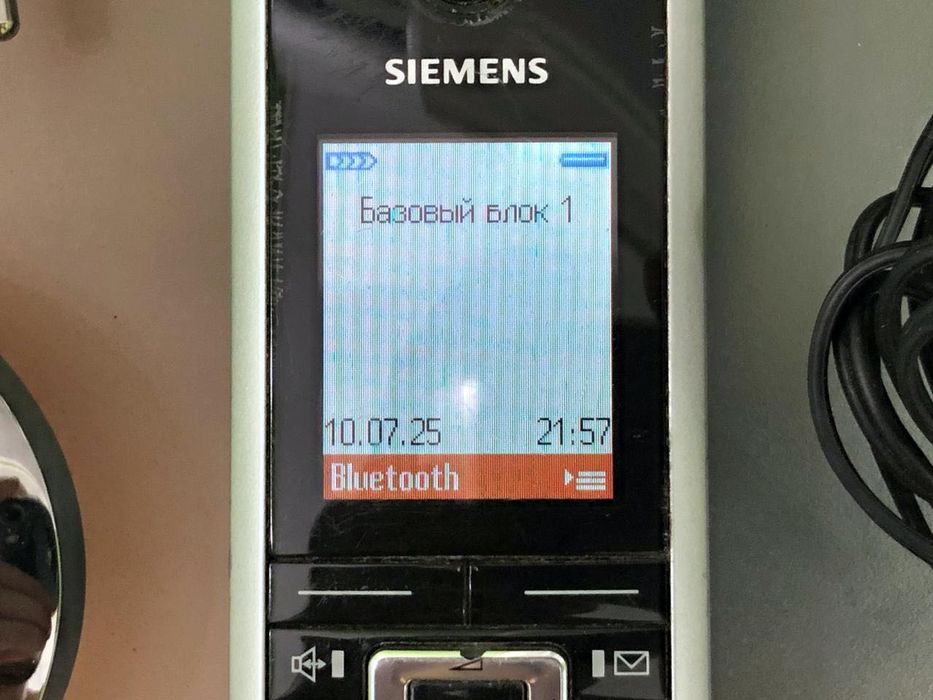 SIEMENS
Базовый блок 1
10.07.25 21:57
Bluetooth